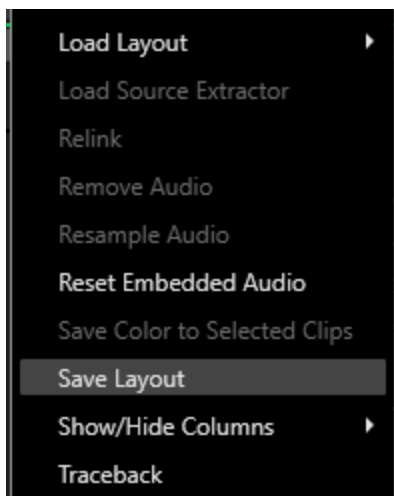 Load Layout
Load Source Extractor
Relink
Remove Audio
Resample Audio
Reset Embedded Audio
Save Color to Selected Clips
Save Layout
Show/Hide Columns
Traceback